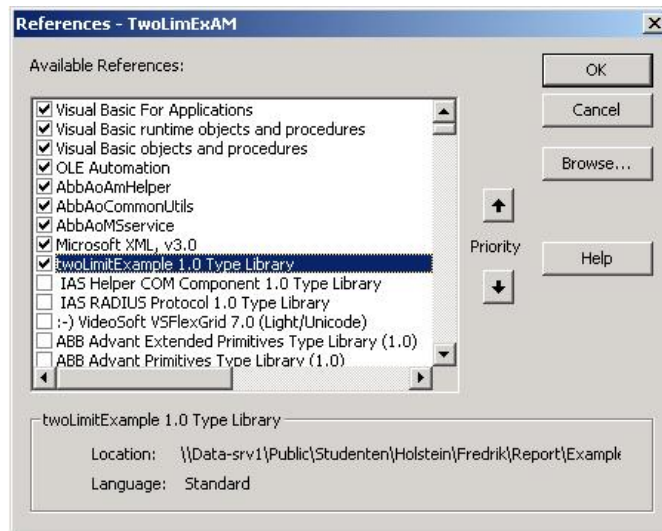 References - TwoLimExAM
Available References:
Visual Basic For Applications
Visual Basic runtime objects and procedures
Visual Basic objects and procedures
OLE Automation
AbbAoAmHelper
AbbAoCommonUtils
AbbAoMSservice
Microsoft XML, v3.0
twoLimitExample 1.0 Type Library
IAS Helper COM Component 1.0 Type Library
IAS RADIUS Protocol 1.0 Type Library
:-) VideoSoft VSFlexGrid 7.0 (Light/Unicode)
ABB Advant Extended Primitives Type Library (1.0)
ABB Advant Primitives Type Library (1.0)
Priority
OK
Cancel
Browse...
Help
twoLimitExample 1.0 Type Library
Location: \\Data-srv1\Public\Studenten\Holstein\Fredrik\Report\Example
Language: Standard